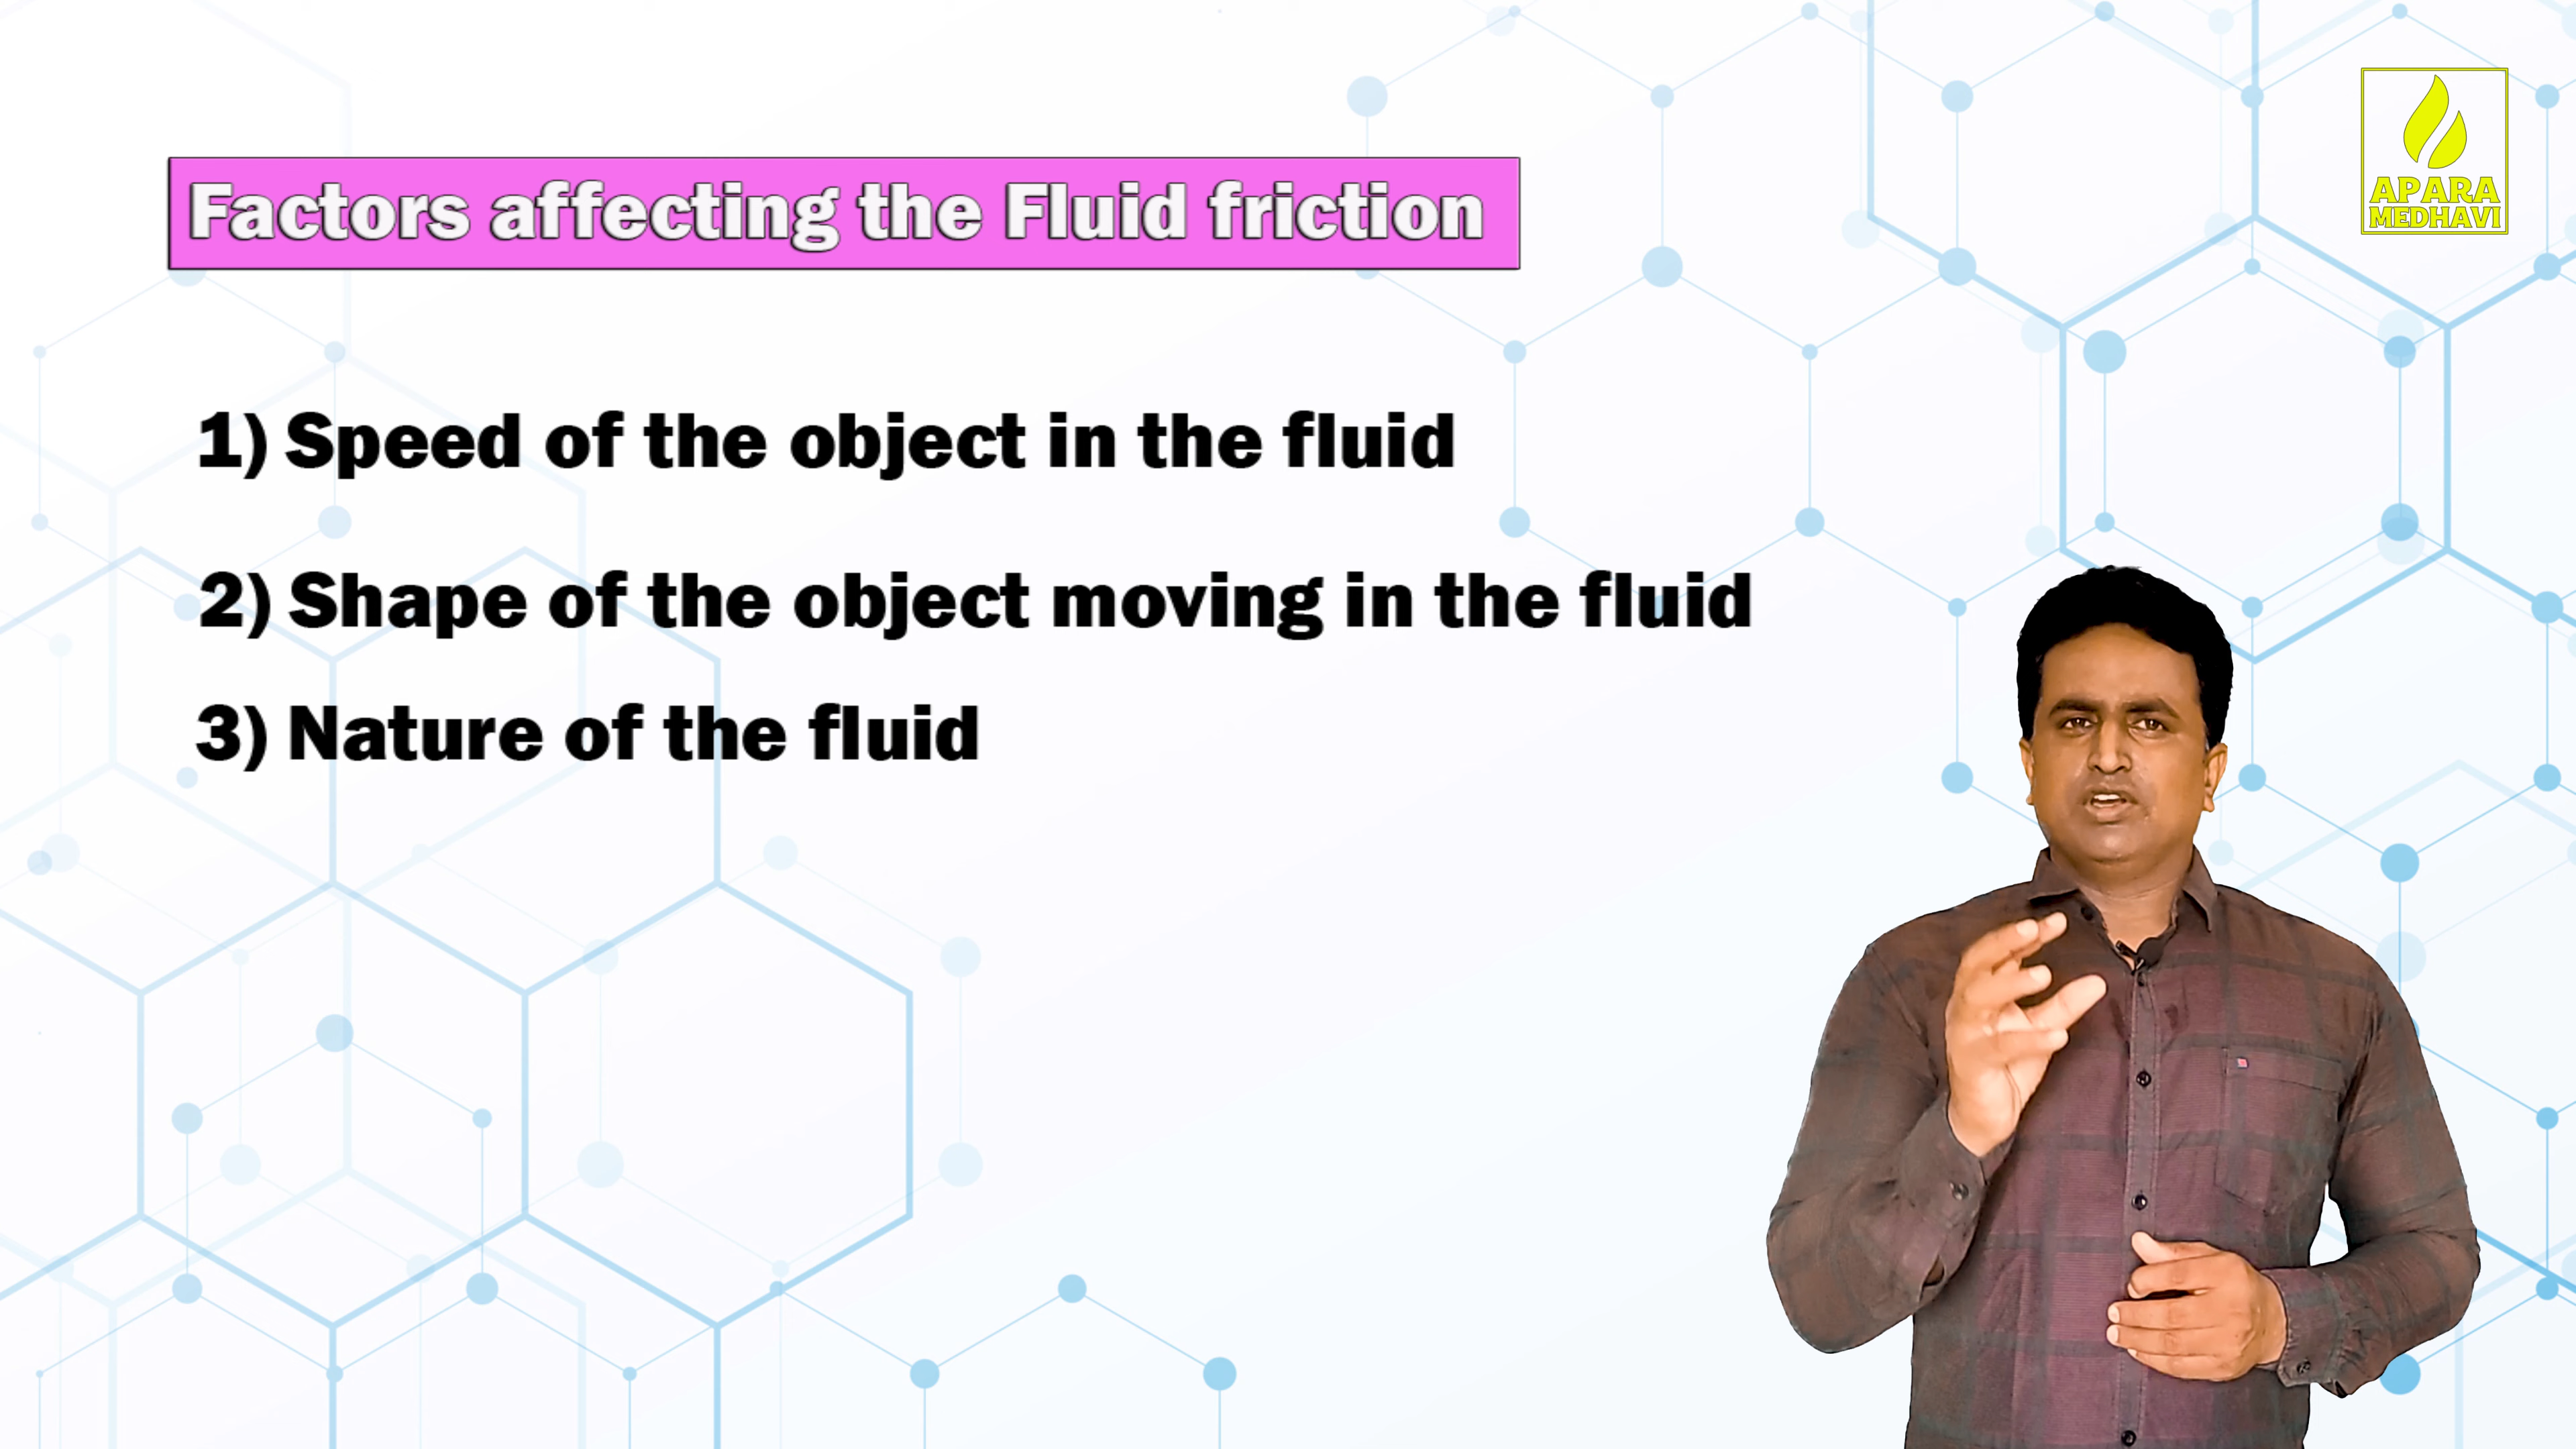 Factors affecting the Fluid friction
APARA
MEDHAVI
1) Speed of the object in the fluid
2) Shape of the object moving in the fluid
3) Nature of the fluid